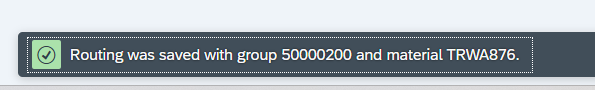 Routing was saved with group 50000200 and material TRWA876.